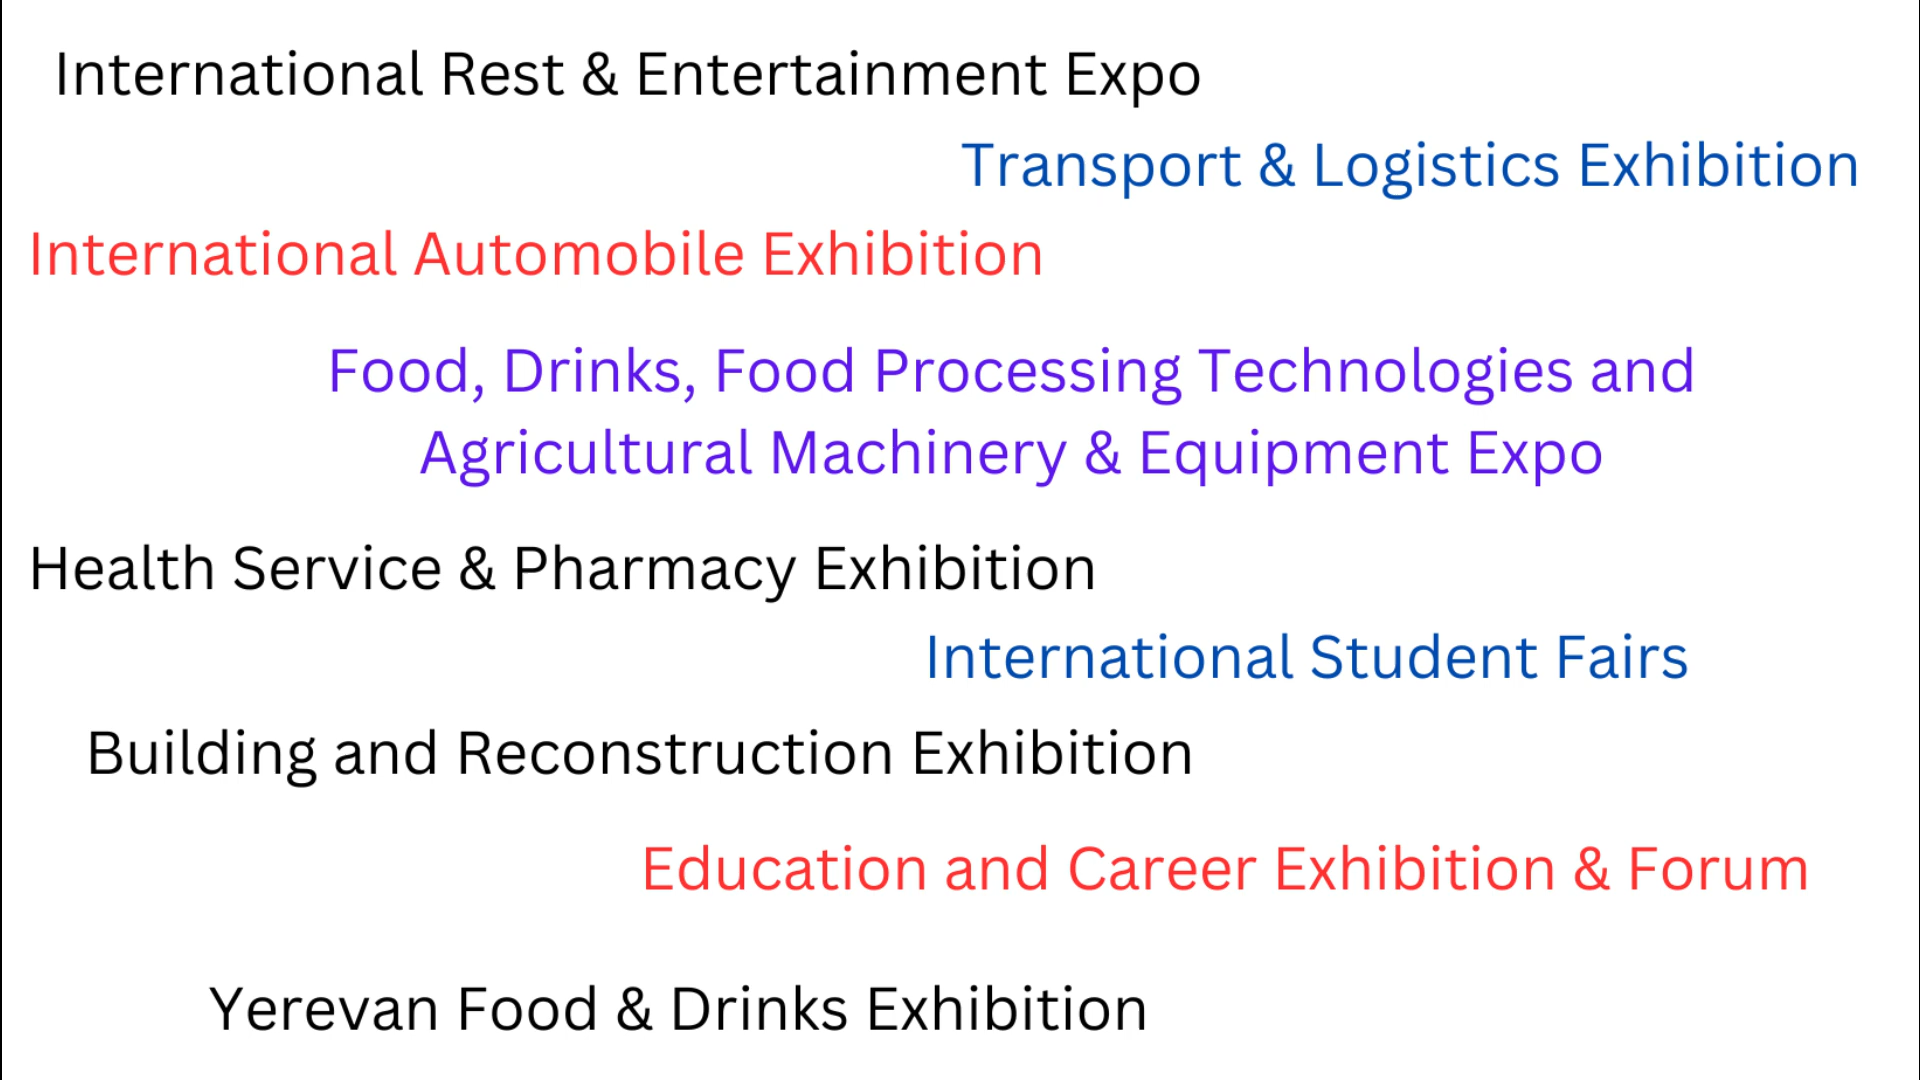 International Rest & Entertainment Expo
Transport & Logistics Exhibition
International Automobile Exhibition
Food, Drinks, Food Processing Technologies and
Agricultural Machinery & Equipment Expo
Health Service & Pharmacy Exhibition
International Student Fairs
Building and Reconstruction Exhibition
Education and Career Exhibition & Forum
Yerevan Food & Drinks Exhibition